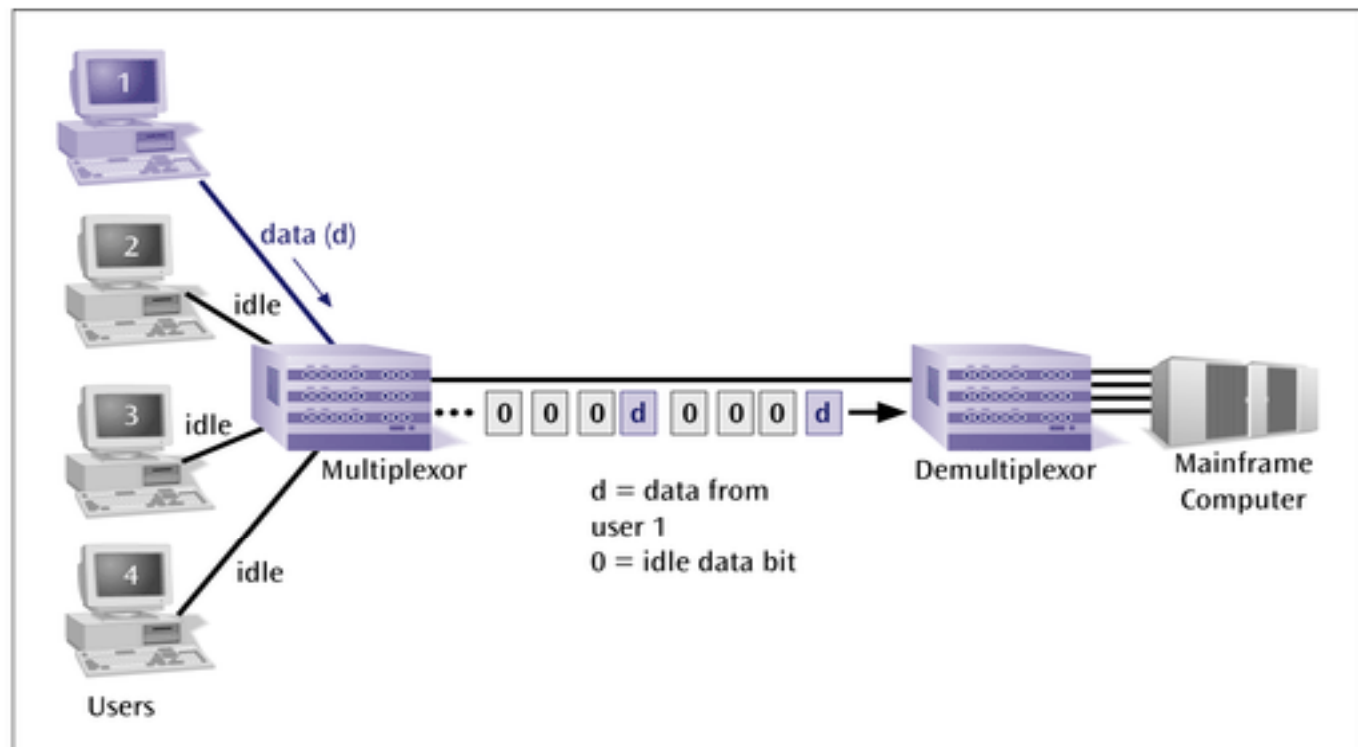 1
data (d)
2
idle
3
idle
4
idle
Users
Multiplexor
0 0 0 d 0 0 0 d
d = data from
user 1
0 = idle data bit
Demultiplexor
Mainframe
Computer